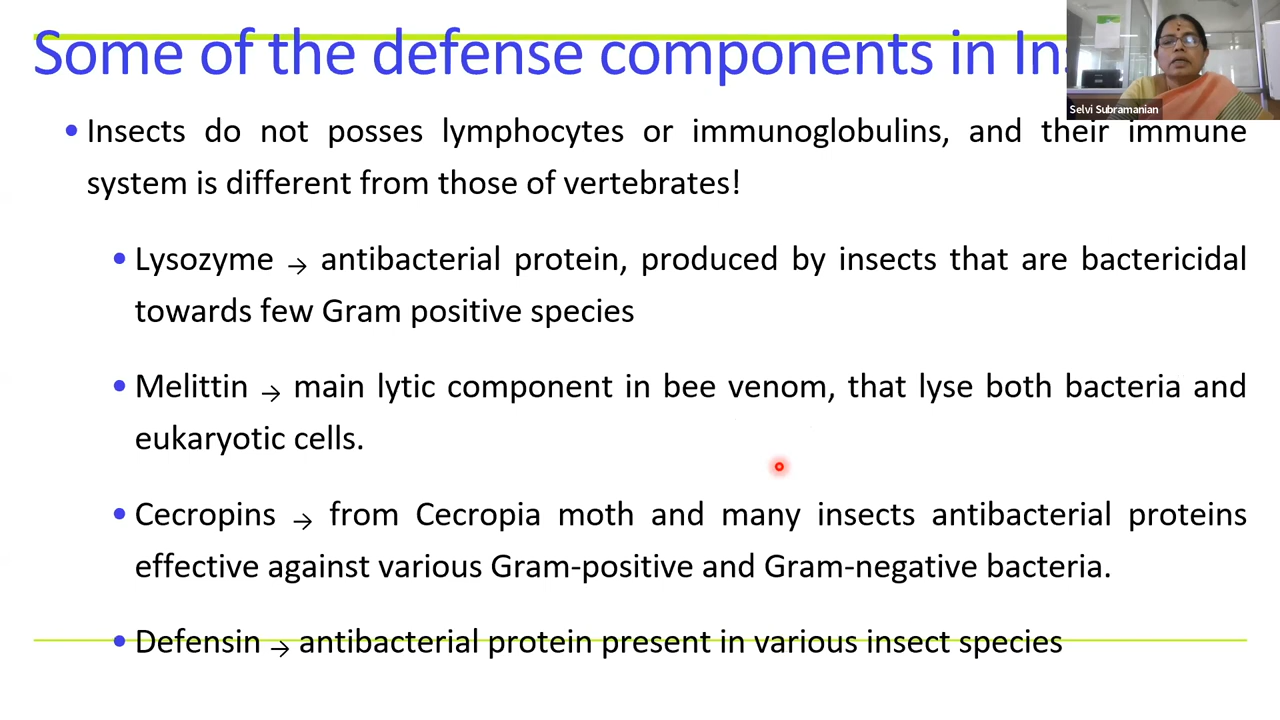 Some of the defense components in
Selvi Subramanian
• Insects do not posses lymphocytes or immunoglobulins, and their immune
system is different from those of vertebrates!
• Lysozyme → antibacterial protein, produced by insects that are bactericidal
towards few Gram positive species
• Melittin → main lytic component in bee venom, that lyse both bacteria and
eukaryotic cells.
• Cecropins → from Cecropia moth and many insects antibacterial proteins
effective against various Gram-positive and Gram-negative bacteria.
• Defensin → antibacterial protein present in various insect species